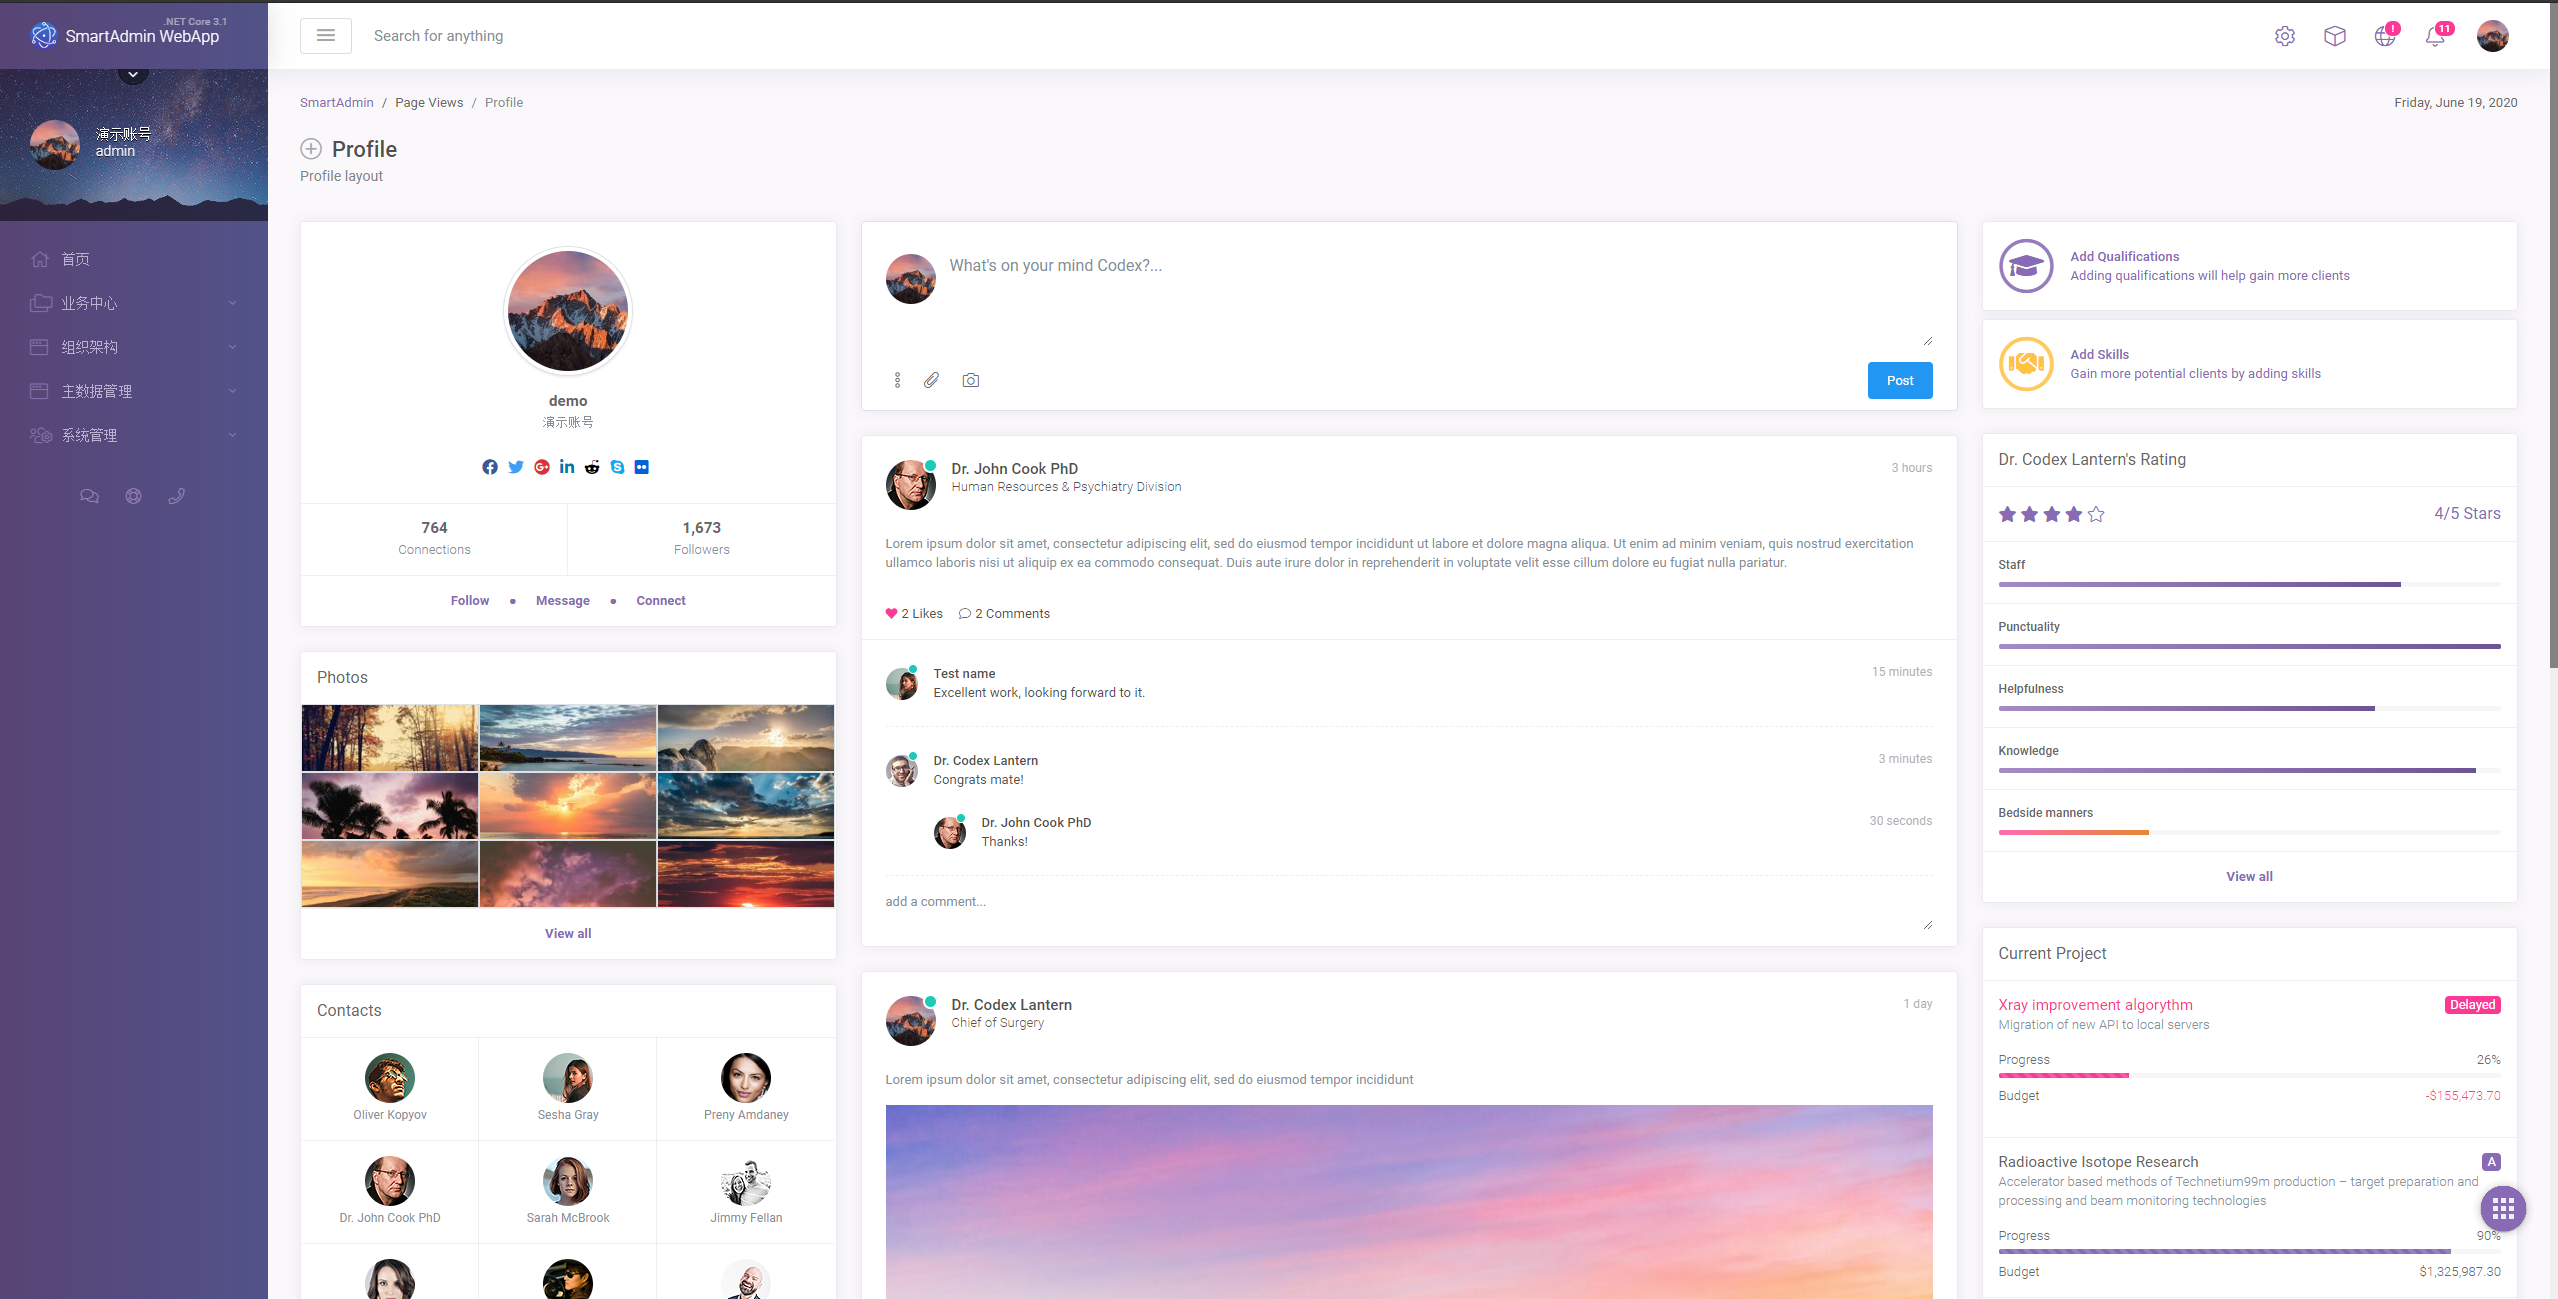 .NET Core 3.1
SmartAdmin WebApp
Search for anything
!
11
演示账号
admin
首页
业务中心
组织架构
主数据管理
系统管理
SmartAdmin / Page Views / Profile
Friday, June 19, 2020
Profile
Profile layout
demo
演示账号
764
Connections
1,673
Followers
Follow • Message • Connect
Photos
View all
Contacts
Oliver Kopyov
Sesha Gray
Preny Amdaney
Dr. John Cook PhD
Sarah McBrook
Jimmy Fellan
What's on your mind Codex?...
Post
Dr. John Cook PhD
3 hours
Human Resources & Psychiatry Division
Lorem ipsum dolor sit amet, consectetur adipiscing elit, sed do eiusmod tempor incididunt ut labore et dolore magna aliqua. Ut enim ad minim veniam, quis nostrud exercitation
ullamco laboris nisi ut aliquip ex ea commodo consequat. Duis aute irure dolor in reprehenderit in voluptate velit esse cillum dolore eu fugiat nulla pariatur.
2 Likes
2 Comments
Test name
15 minutes
Excellent work, looking forward to it.
Dr. Codex Lantern
3 minutes
Congrats mate!
Dr. John Cook PhD
30 seconds
Thanks!
add a comment...
Dr. Codex Lantern
1 day
Chief of Surgery
Lorem ipsum dolor sit amet, consectetur adipiscing elit, sed do eiusmod tempor incididunt
Add Qualifications
Adding qualifications will help gain more clients
Add Skills
Gain more potential clients by adding skills
Dr. Codex Lantern's Rating
4/5 Stars
Staff
Punctuality
Helpfulness
Knowledge
Bedside manners
View all
Current Project
Xray improvement algorythm
Delayed
Migration of new API to local servers
Progress
26%
Budget
-$155,473.70
Radioactive Isotope Research
A
Accelerator based methods of Technetium99m production – target preparation and
processing and beam monitoring technologies
Progress
90%
Budget
$1,325,987.30